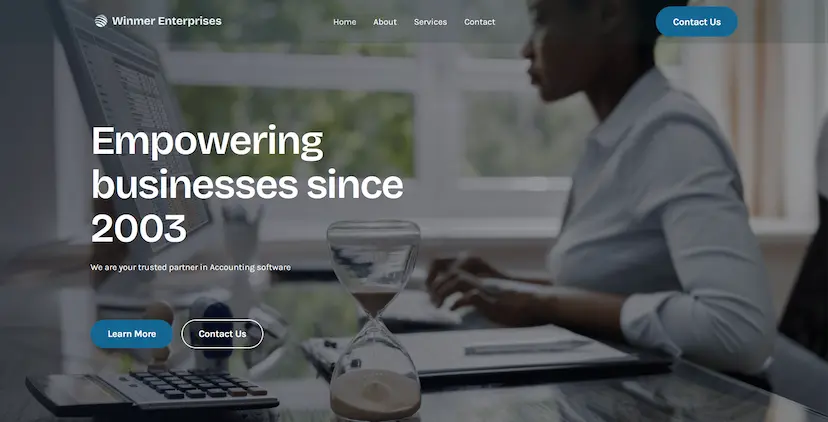 Winmer Enterprises
Home
About
Services
Contact
Contact Us
Empowering
businesses since
2003
We are your trusted partner in Accounting software
Learn More
Contact Us